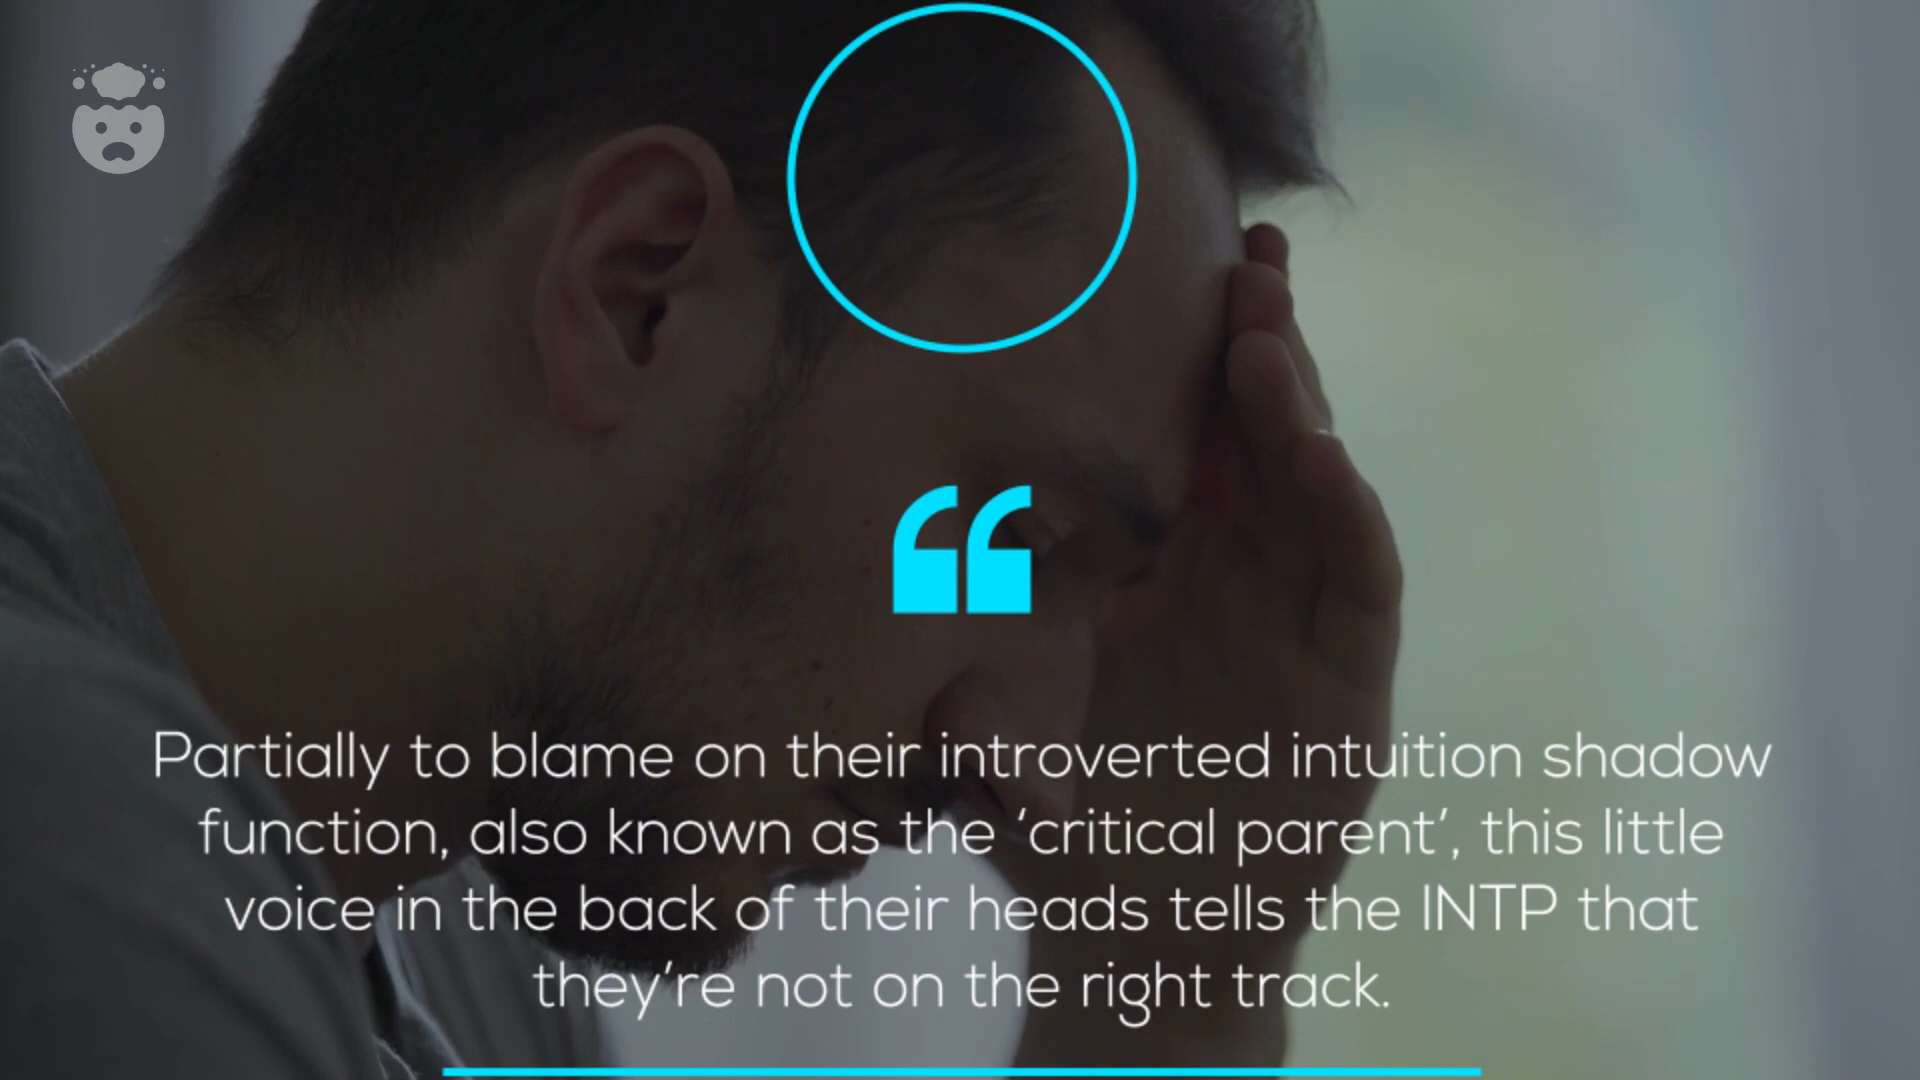 “
Partially to blame on their introverted intuition shadow
function, also known as the ‘critical parent’, this little
voice in the back of their heads tells the INTP that
they’re not on the right track.